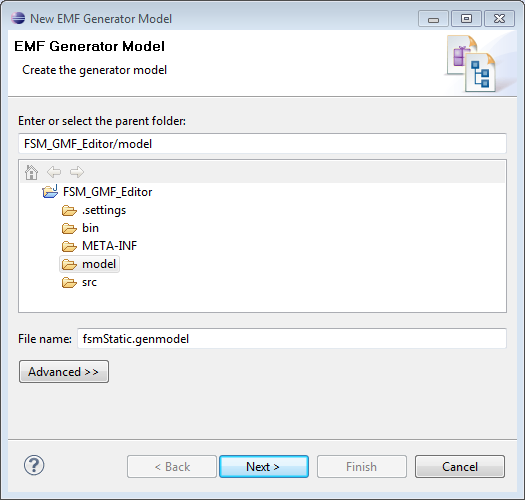 New EMF Generator Model
EMF Generator Model
Create the generator model
Enter or select the parent folder:
FSM_GMF_Editor/model
FSM_GMF_Editor
.settings
bin
META-INF
model
src
File name: fsmStatic.genmodel
Advanced >>
? < Back Next > Finish Cancel